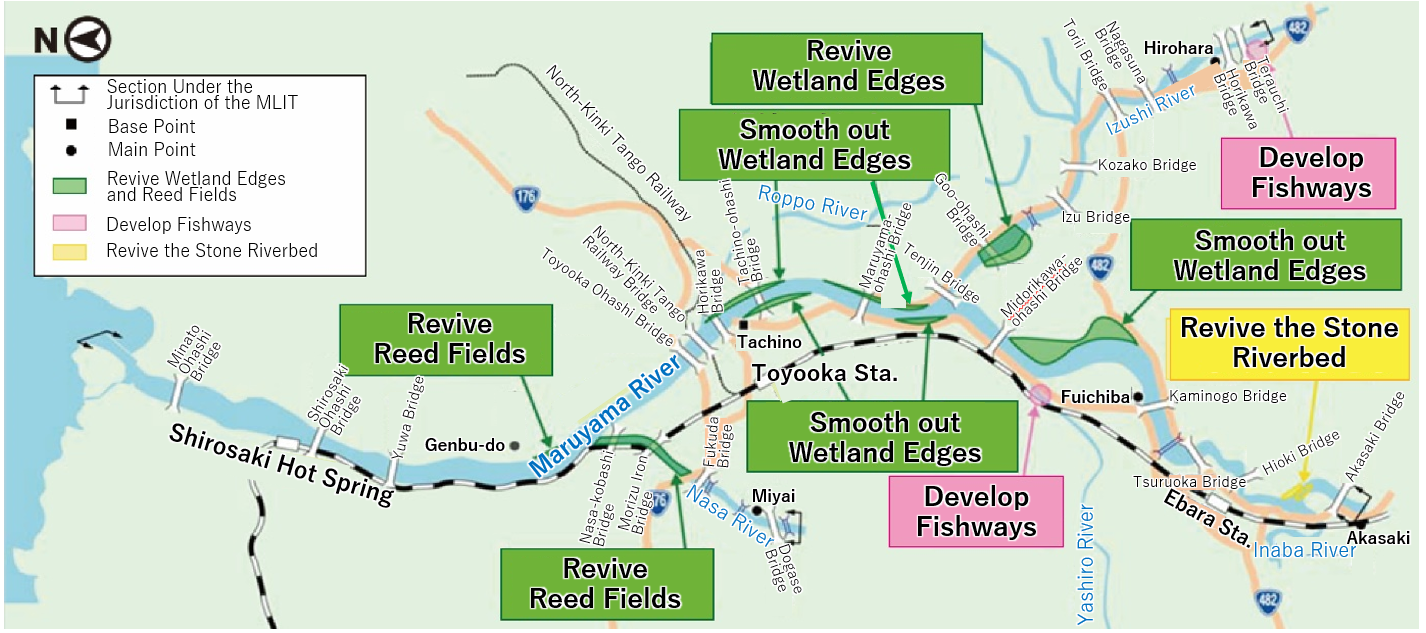 N
Section Under the
Jurisdiction of the MLIT
Base Point
Main Point
Revive Wetland Edges
and Reed Fields
Develop Fishways
Revive the Stone Riverbed
Revive
Wetland Edges
Smooth out
Wetland Edges
Develop
Fishways
Smooth out
Wetland Edges
Revive the Stone
Riverbed
Revive
Reed Fields
Smooth out
Wetland Edges
Develop
Fishways
Revive
Reed Fields
482
Hirohara
Torii Bridge
Nagasuna
Bridge
Terauchi
Bridge
Horikawa
Bridge
Izushi River
Kozako Bridge
Izu Bridge
482
North-Kinki Tango Railway
176
Roppo River
Goo-ohashi
Bridge
Maruyama-
ohashi Bridge
Tenjin Bridge
Midorikawa-
ohashi Bridge
Tachino-ohashi
Bridge
Horikawa
Bridge
North-Kinki Tango
Railway Bridge
Toyooka Ohashi Bridge
Tachino
Toyooka Sta.
Maruyama River
Minato
Ohashi
Bridge
Shirosaki
Ohashi
Bridge
Yuwa Bridge
Shirosaki Hot Spring
Genbu-do
Nasa-kobashi
Bridge
Morizu Iron
Bridge
Fukuda
Bridge
76
Nasa River
Miyai
Dogase
Bridge
Fuichiba
Kaminogo Bridge
Tsuruoka Bridge
Hioki Bridge
Akasaki Bridge
Ebara Sta.
Akasaki
Inaba River
Yashiro River
482